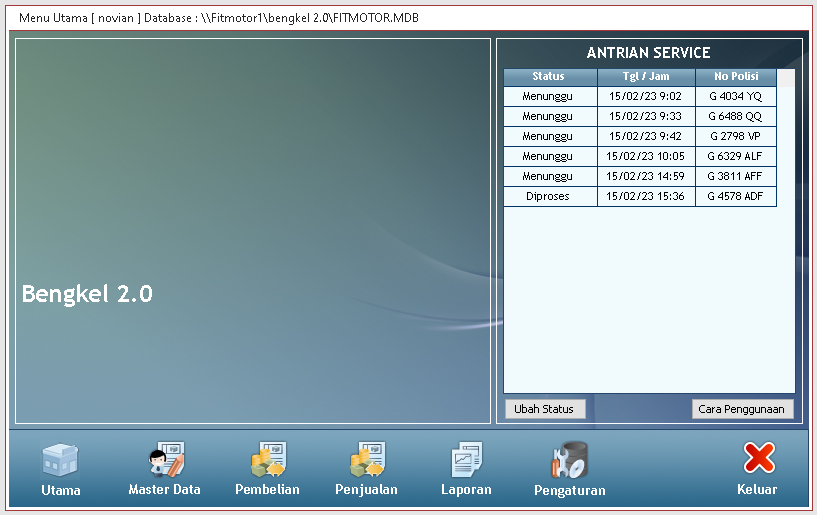 Menu Utama [ novian ] Database : \\Fitmotor1\bengkel 2.0\FITMOTOR.MDB
Bengkel 2.0
ANTRIAN SERVICE
Status Tgl / Jam No Polisi
Menunggu 15/02/23 9:02 G 4034 YQ
Menunggu 15/02/23 9:33 G 6488 QQ
Menunggu 15/02/23 9:42 G 2798 VP
Menunggu 15/02/23 10:05 G 6329 ALF
Menunggu 15/02/23 14:59 G 3811 AFF
Diproses 15/02/23 15:36 G 4578 ADF
Ubah Status Cara Penggunaan
Utama Master Data Pembelian Penjualan Laporan Pengaturan Keluar